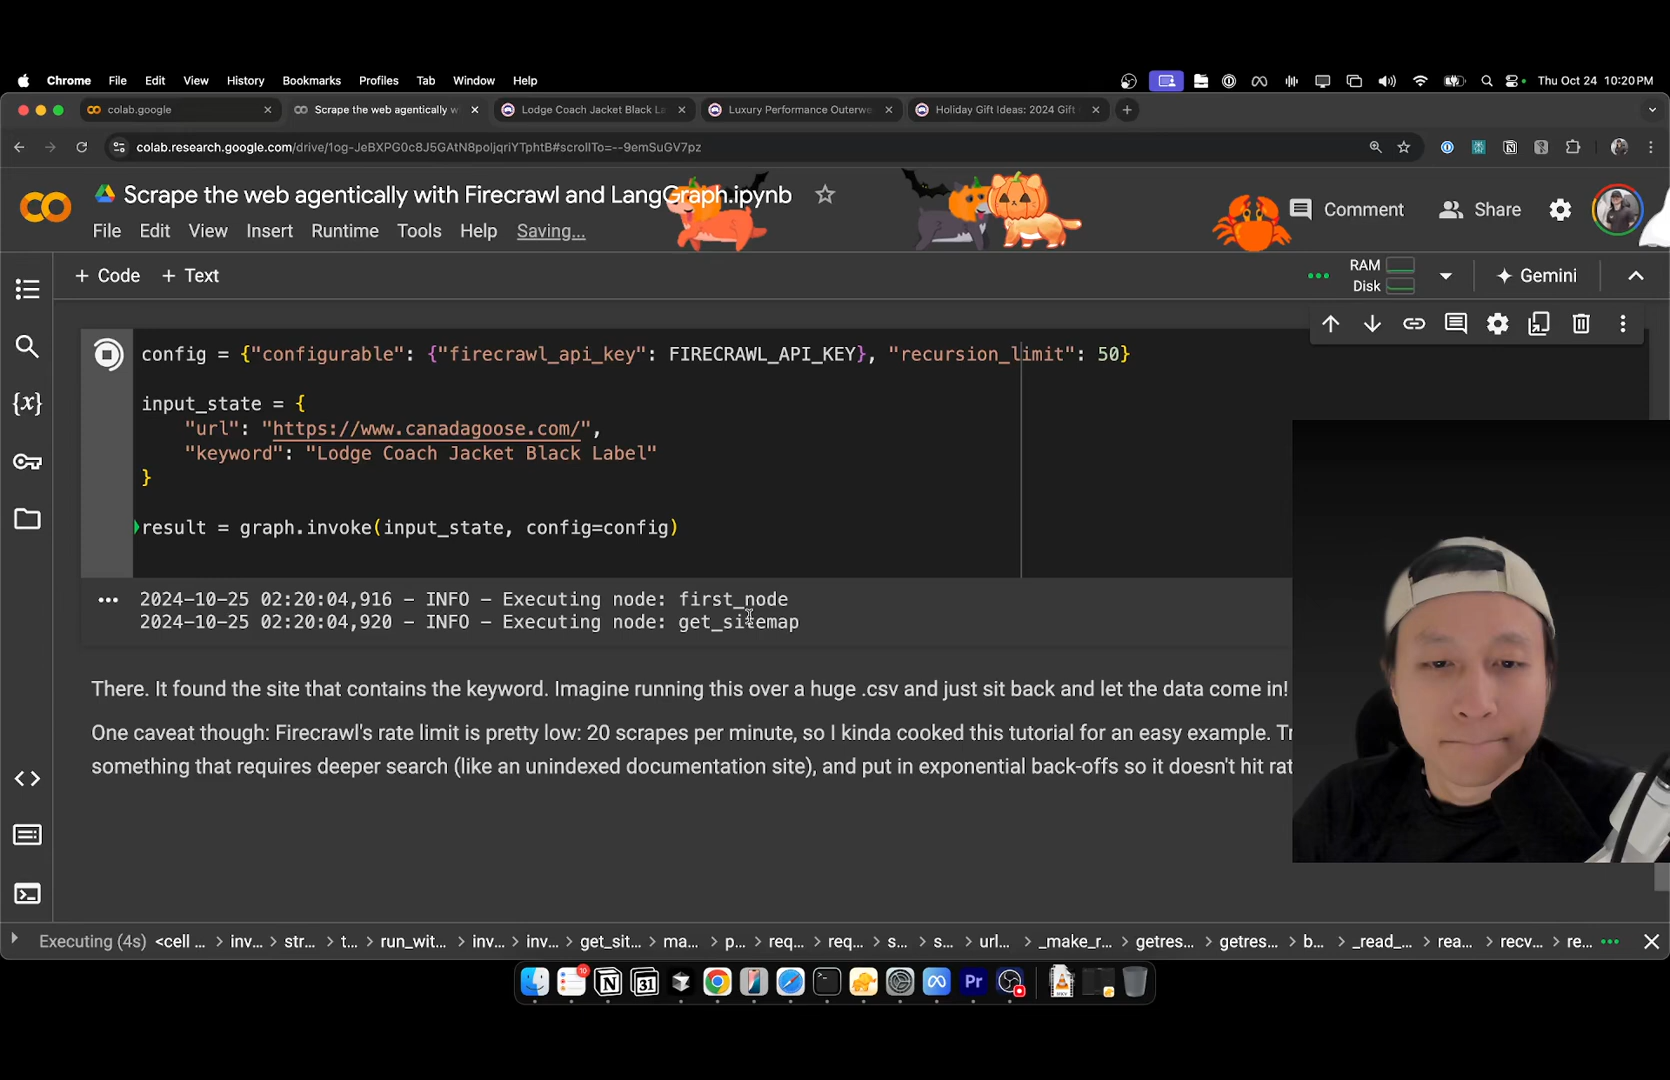 Chrome File Edit View History Bookmarks Profiles Tab Window Help Thu Oct 24 10:20 PM
colab.google Scrape the web agentically w Lodge Coach Jacket Black La Luxury Performance Outerwe Holiday Gift Ideas: 2024 Gift
colab.research.google.com/drive/1og-JeBXPG0c8J5GAtN8poljqriYTphtB#scrollTo=--9emSuGV7pz
Scrape the web agentically with Firecrawl and LangGraph.ipynb
Comment Share
File Edit View Insert Runtime Tools Help Saving...
+ Code + Text RAM Disk Gemini
config = {"configurable": {"firecrawl_api_key": FIRECRAWL_API_KEY}, "recursion_limit": 50}
input_state = {
"url": "https://www.canadagoose.com/",
"keyword": "Lodge Coach Jacket Black Label"
}
result = graph.invoke(input_state, config=config)
2024-10-25 02:20:04,916 - INFO - Executing node: first_node
2024-10-25 02:20:04,920 - INFO - Executing node: get_sitemap
There. It found the site that contains the keyword. Imagine running this over a huge .csv and just sit back and let the data come in!
One caveat though: Firecrawl's rate limit is pretty low: 20 scrapes per minute, so I kinda cooked this tutorial for an easy example. Tr
something that requires deeper search (like an unindexed documentation site), and put in exponential back-offs so it doesn't hit rat
Executing (4s) <cell ... > inv... > str... > t... > run_wit... > inv... > inv... > get_sit... > ma... > p... > req... > req... > s... > s... > url... > _make_r... > getres... > getres... > b... > _read_... > rea... > recv... > re...
10
31
Pr